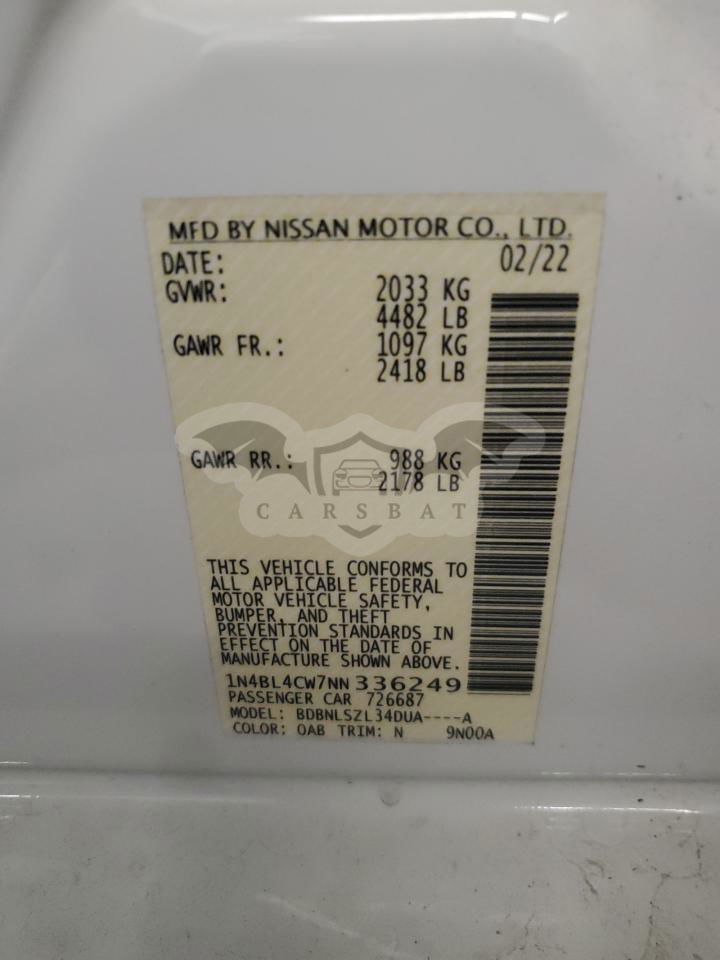 MFD BY NISSAN MOTOR CO., LTD.
DATE: 02/22
GVWR: 2033 KG
4482 LB
GAWR FR.: 1097 KG
2418 LB
GAWR RR.: 988 KG
2178 LB
CARSBAT
THIS VEHICLE CONFORMS TO
ALL APPLICABLE FEDERAL
MOTOR VEHICLE SAFETY,
BUMPER, AND THEFT
PREVENTION STANDARDS IN
EFFECT ON THE DATE OF
MANUFACTURE SHOWN ABOVE.
1N4BL4CW7NN336249
PASSENGER CAR 726687
MODEL: BDBNLSZL34DUA----A
COLOR: OAB TRIM: N 9N00A